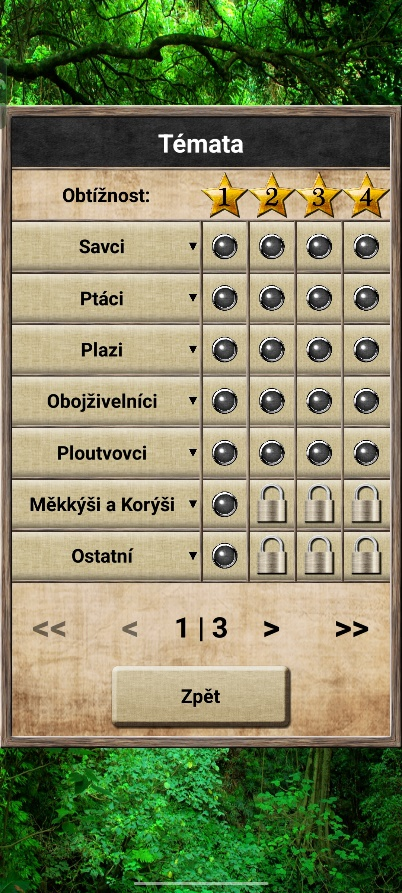 Témata
Obtížnost: 1 2 3 4
Savci
Ptáci
Plazi
Obojživelníci
Ploutvovci
Měkkýši a Korýši
Ostatní
<< < 1 | 3 > >>
Zpět